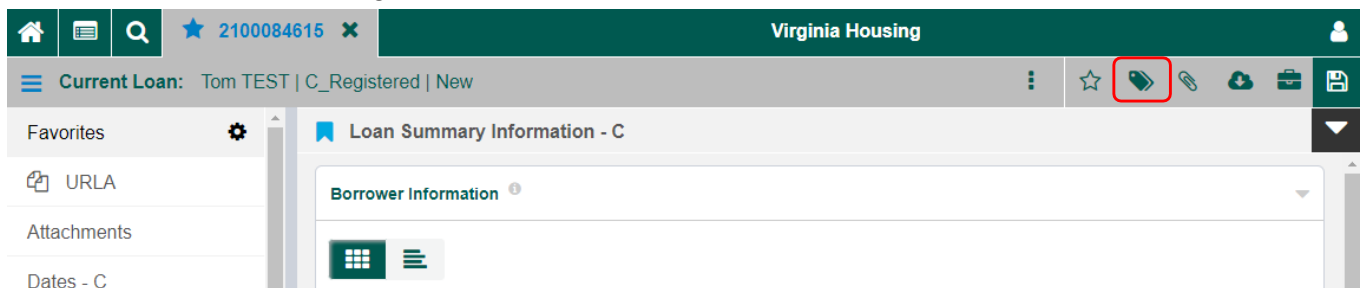 2100084615
Virginia Housing
Current Loan: Tom TEST | C_Registered | New
Favorites
Loan Summary Information - C
URLA
Borrower Information
Attachments
Dates - C